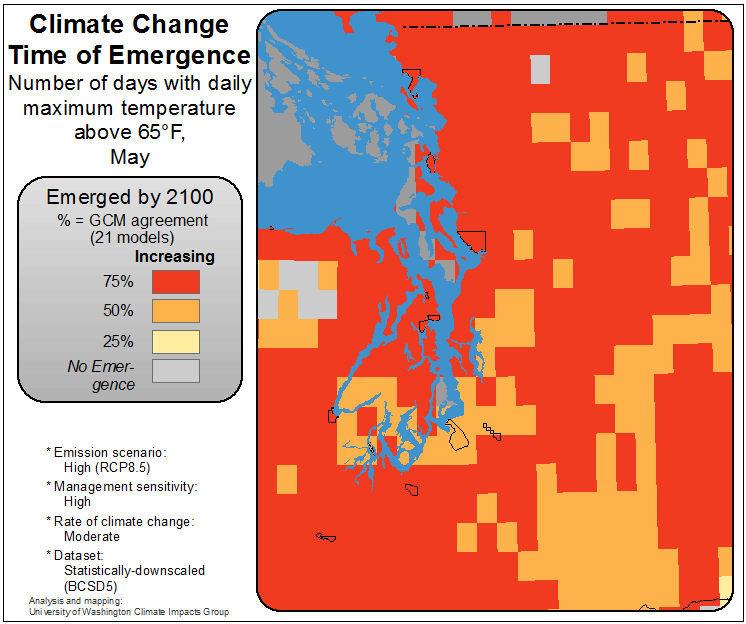 Climate Change
Time of Emergence
Number of days with daily
maximum temperature
above 65°F,
May
Emerged by 2100
% = GCM agreement
(21 models)
Increasing
75%
50%
25%
No Emer-
gence
* Emission scenario:
High (RCP8.5)
* Management sensitivity:
High
* Rate of climate change:
Moderate
* Dataset:
Statistically-downscaled
(BCSD5)
Analysis and mapping:
University of Washington Climate Impacts Group